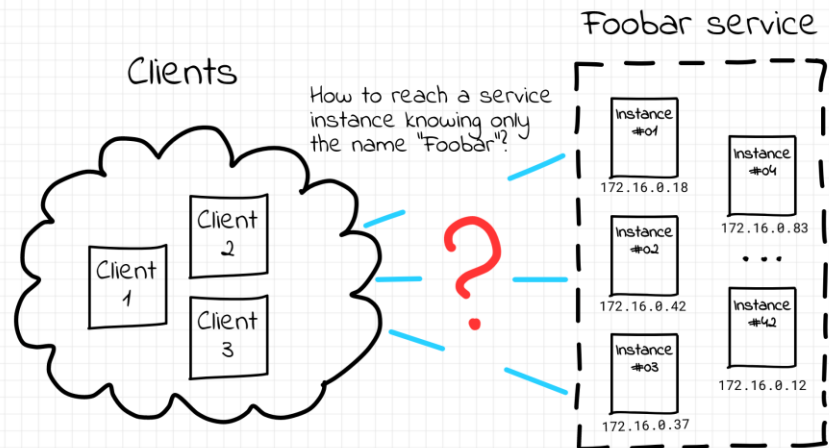 Foobar service
Clients
How to reach a service
instance knowing only
the name "Foobar"?
Client
1
Client
2
Client
3
Instance
#01
172.16.0.18
Instance
#02
172.16.0.42
Instance
#03
172.16.0.37
Instance
#04
172.16.0.83
...
Instance
#42
172.16.0.12
?